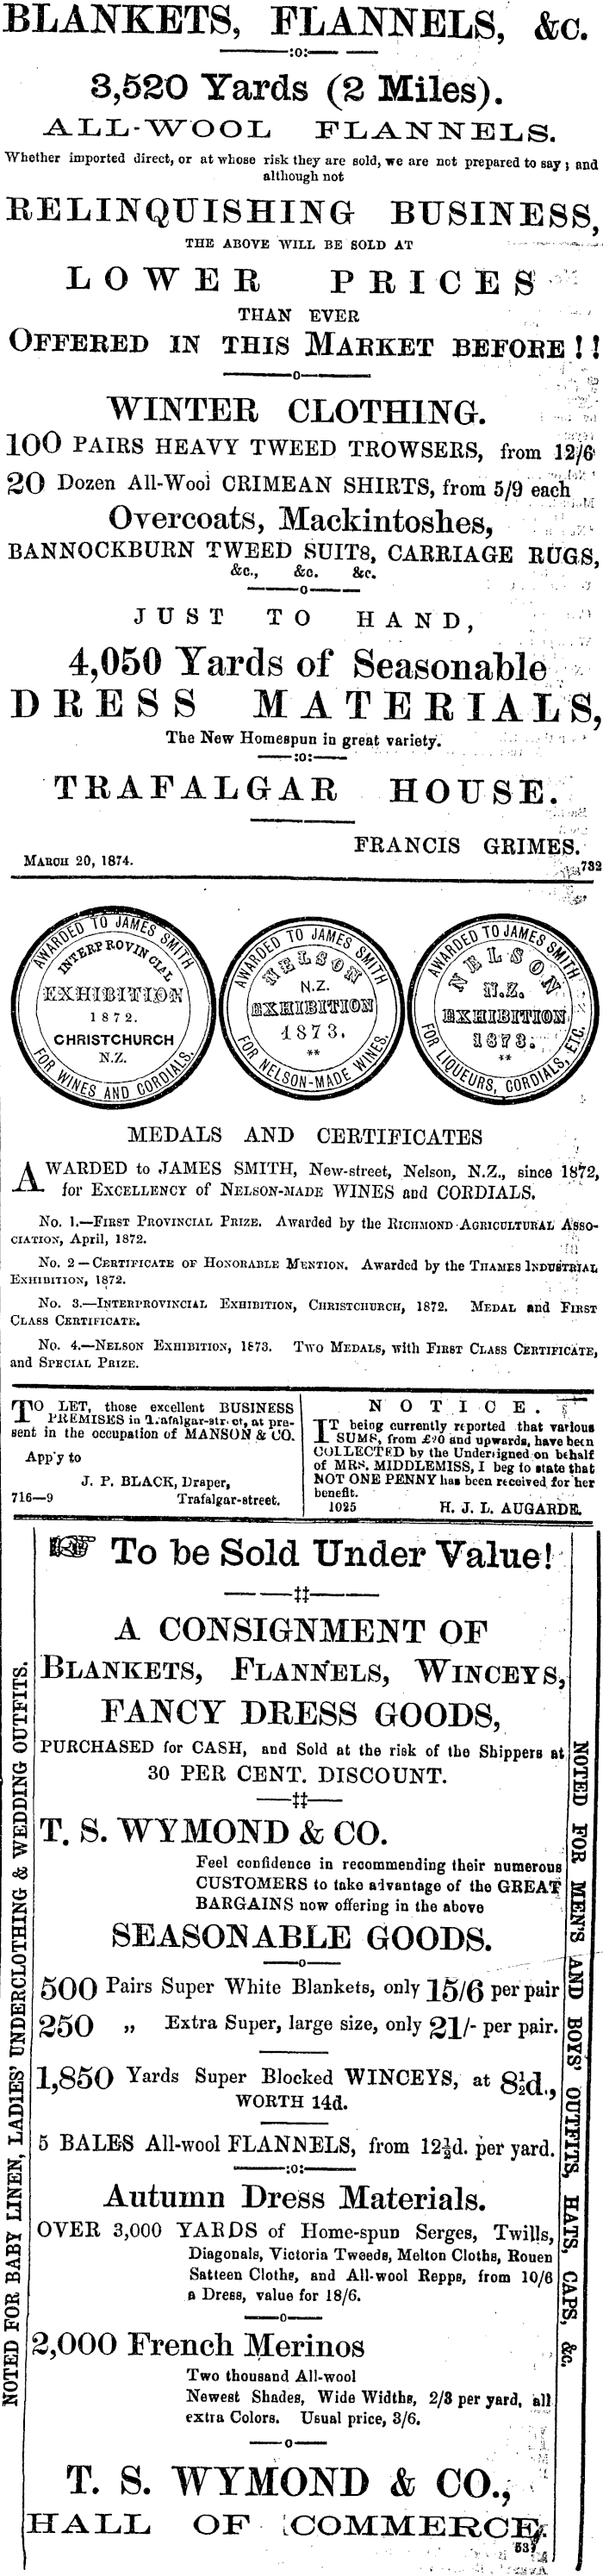 BLANKETS, FLANNELS, &c.
:o:
3,520 Yards (2 Miles).
ALL-WOOL FLANNELS.
Whether imported direct, or at whose risk they are sold, we are not prepared to say; and
although not
RELINQUISHING BUSINESS,
THE ABOVE WILL BE SOLD AT
LOWER PRICES
THAN EVER
OFFERED IN THIS MARKET BEFORE!!
o
WINTER CLOTHING.
100 PAIRS HEAVY TWEED TROWSERS, from 12/6
20 Dozen All-Wool CRIMEAN SHIRTS, from 5/9 each
Overcoats, Mackintoshes,
BANNOCKBURN TWEED SUITS, CARRIAGE RUGS,
&c., &c. &c.
o
JUST TO HAND,
4,050 Yards of Seasonable
DRESS MATERIALS,
The New Homespun in great variety.
:o:
TRAFALGAR HOUSE.
FRANCIS GRIMES.
MARCH 20, 1874. 732
AWARDED TO JAMES SMITH
INTERPROVINCIAL
EXHIBITION
1872.
CHRISTCHURCH
N.Z.
FOR WINES AND CORDIALS.
AWARDED TO JAMES SMITH
NELSON
N.Z.
EXHIBITION
1873.
**
FOR NELSON-MADE WINES.
AWARDED TO JAMES SMITH
NELSON
N.Z.
EXHIBITION
1873.
**
FOR LIQUEURS, CORDIALS, ETC.
MEDALS AND CERTIFICATES
AWARDED to JAMES SMITH, New-street, Nelson, N.Z., since 1872,
for EXCELLENCY of NELSON-MADE WINES and CORDIALS.
No. 1.—FIRST PROVINCIAL PRIZE. Awarded by the RICHMOND AGRICULTURAL ASSO-
CIATION, April, 1872.
No. 2—CERTIFICATE OF HONORABLE MENTION. Awarded by the THAMES INDUSTRIAL
EXHIBITION, 1872.
No. 3.—INTERPROVINCIAL EXHIBITION, CHRISTCHURCH, 1872. MEDAL and FIRST
CLASS CERTIFICATE.
No. 4.—NELSON EXHIBITION, 1873. TWO MEDALS, with FIRST CLASS CERTIFICATE,
and SPECIAL PRIZE.
TO LET, those excellent BUSINESS
PREMISES in Trafalgar-street, at pre-
sent in the occupation of MANSON & CO.
Apply to
J. P. BLACK, Draper,
716—9 Trafalgar-street.
NOTICE.
IT being currently reported that various
SUMS, from £20 and upwards, have been
COLLECTED by the Undersigned on behalf
of MRS. MIDDLEMISS, I beg to state that
NOT ONE PENNY has been received for her
benefit.
1025 H. J. L. AUGARDE.
NOTED FOR BABY LINEN, LADIES' UNDERCLOTHING & WEDDING OUTFITS.
☞ To be Sold Under Value!
‡‡
A CONSIGNMENT OF
BLANKETS, FLANNELS, WINCEYS,
FANCY DRESS GOODS,
PURCHASED for CASH, and Sold at the risk of the Shippers at
30 PER CENT. DISCOUNT.
‡‡
T. S. WYMOND & CO.
Feel confidence in recommending their numerous
CUSTOMERS to take advantage of the GREAT
BARGAINS now offering in the above
SEASONABLE GOODS.
o
500 Pairs Super White Blankets, only 15/6 per pair
250 „ Extra Super, large size, only 21/- per pair.
1,850 Yards Super Blocked WINCEYS, at 8½d.,
WORTH 14d.
5 BALES All-wool FLANNELS, from 12½d. per yard.
:o:
Autumn Dress Materials.
OVER 3,000 YARDS of Home-spun Serges, Twills,
Diagonals, Victoria Tweeds, Melton Cloths, Rouen
Satteen Cloths, and All-wool Repps, from 10/6
a Dress, value for 18/6.
o
2,000 French Merinos
Two thousand All-wool
Newest Shades, Wide Widths, 2/8 per yard, all
extra Colors. Usual price, 3/6.
o
T. S. WYMOND & CO.,
HALL OF COMMERCE.
537
NOTED FOR MEN'S AND BOYS' OUTFITS, HATS, CAPS, &c.